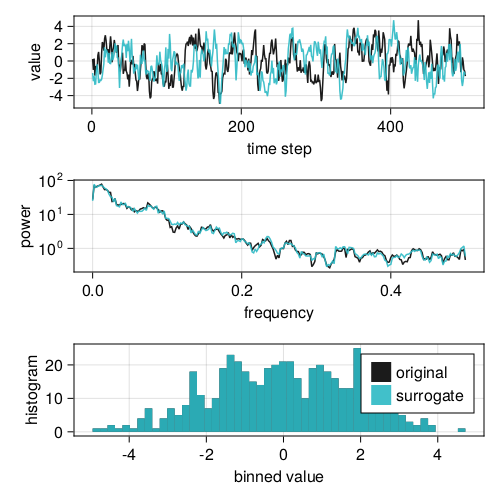 value
4
2
0
-2
-4
0
200
400
time step
power
10²
10¹
10⁰
0.0
0.2
0.4
frequency
histogram
20
10
0
original
surrogate
-4
-2
0
2
4
binned value